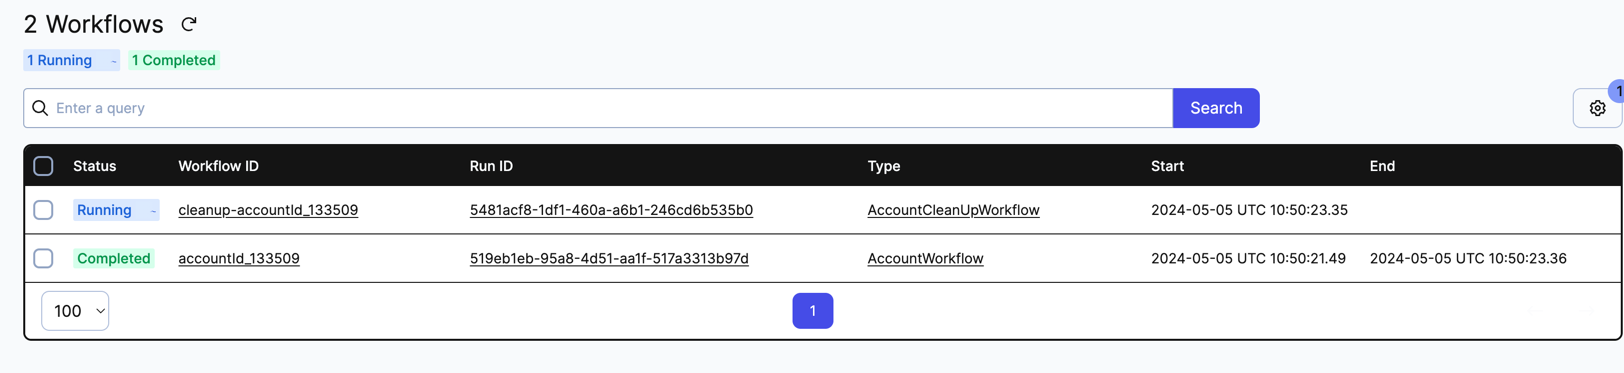 2 Workflows
1 Running 1 Completed
Enter a query Search 1
Status Workflow ID Run ID Type Start End
Running cleanup-accountId_133509 5481acf8-1df1-460a-a6b1-246cd6b535b0 AccountCleanUpWorkflow 2024-05-05 UTC 10:50:23.35
Completed accountId_133509 519eb1eb-95a8-4d51-aa1f-517a3313b97d AccountWorkflow 2024-05-05 UTC 10:50:21.49 2024-05-05 UTC 10:50:23.36
100 1